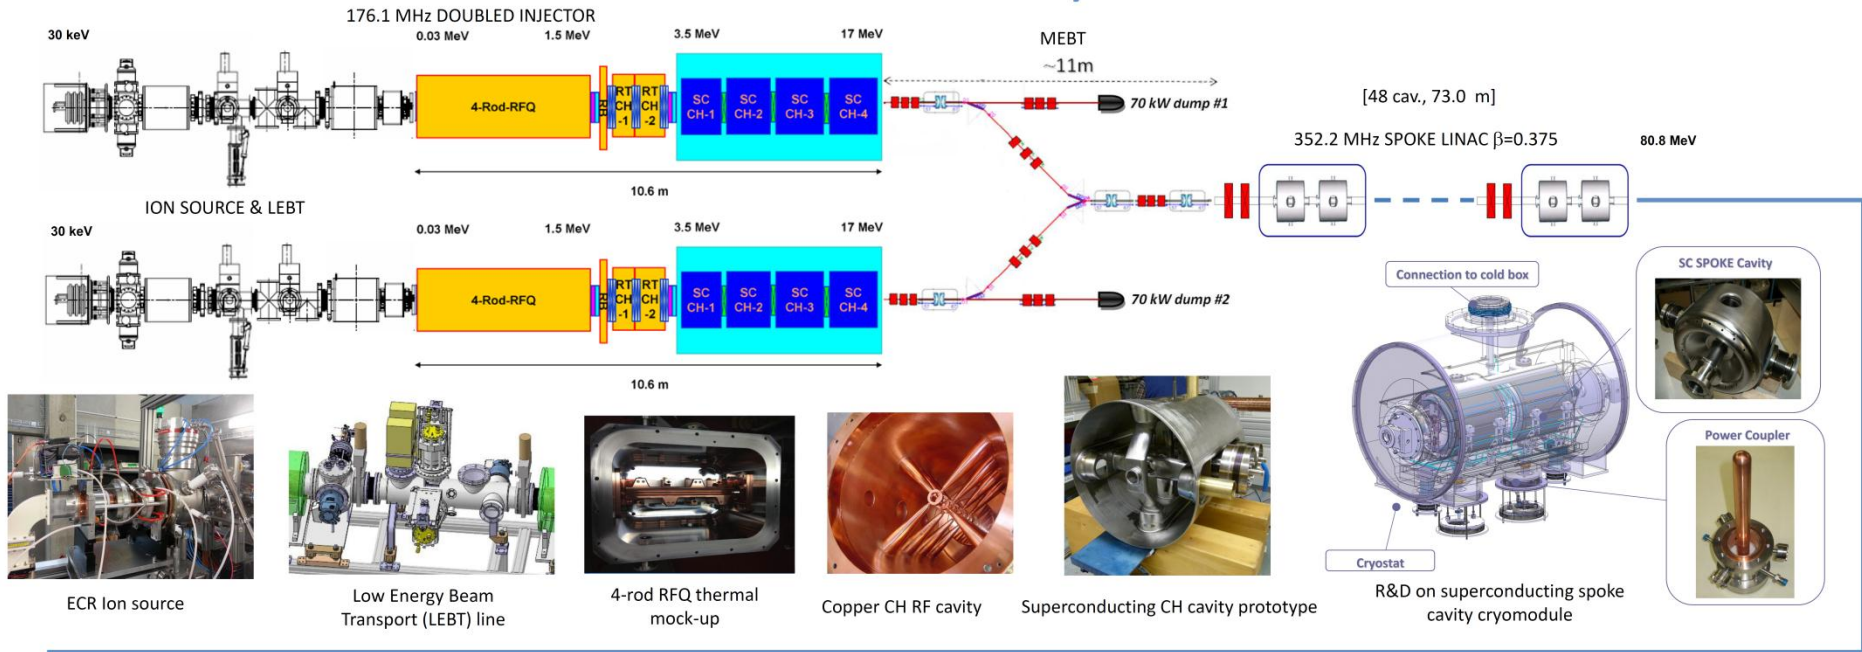 176.1 MHz DOUBLED INJECTOR
30 keV
0.03 MeV
1.5 MeV
3.5 MeV
17 MeV
4-Rod-RFQ
RB
RT
CH
-1
RT
CH
-2
SC
CH-1
SC
CH-2
SC
CH-3
SC
CH-4
10.6 m
MEBT
~11m
70 kW dump #1
[48 cav., 73.0 m]
352.2 MHz SPOKE LINAC β=0.375
80.8 MeV
ION SOURCE & LEBT
30 keV
0.03 MeV
1.5 MeV
3.5 MeV
17 MeV
4-Rod-RFQ
RB
RT
CH
-1
RT
CH
-2
SC
CH-1
SC
CH-2
SC
CH-3
SC
CH-4
10.6 m
70 kW dump #2
Connection to cold box
SC SPOKE Cavity
Power Coupler
Cryostat
ECR Ion source
Low Energy Beam
Transport (LEBT) line
4-rod RFQ thermal
mock-up
Copper CH RF cavity
Superconducting CH cavity prototype
R&D on superconducting spoke
cavity cryomodule